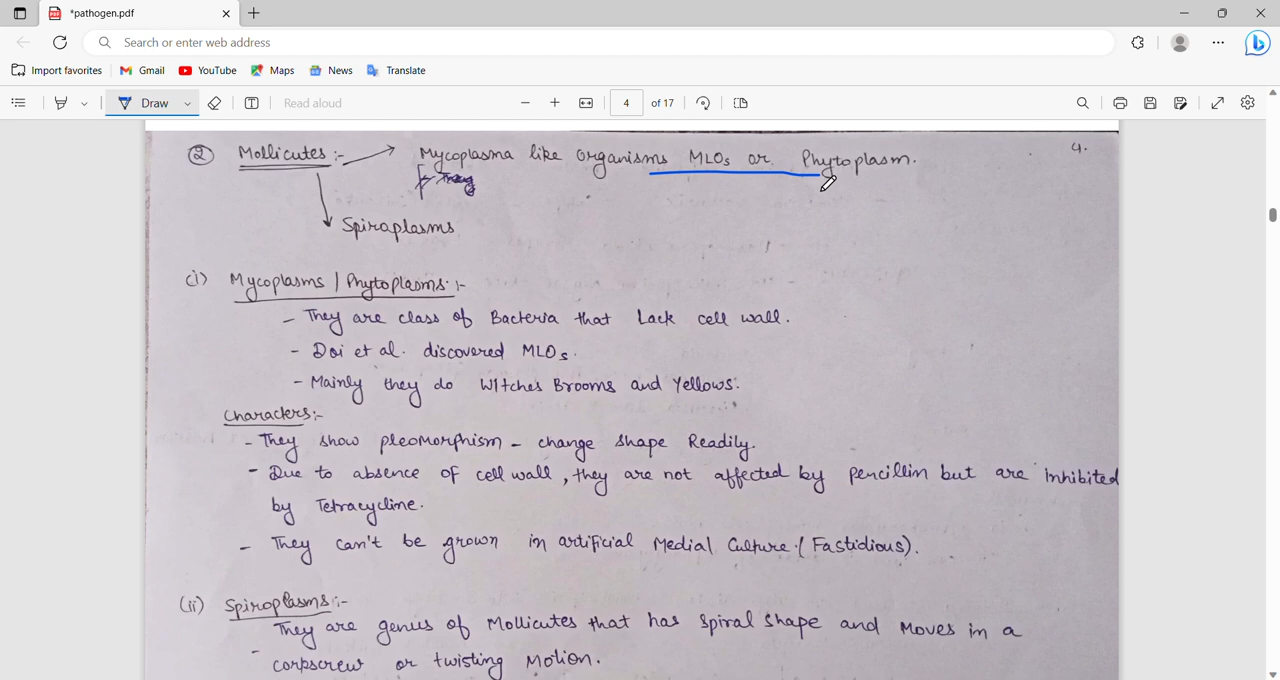 *pathogen.pdf
Search or enter web address
Import favorites Gmail YouTube Maps News Translate
Draw Read aloud 4 of 17
② Mollicutes :- → Mycoplasma like organisms MLOs or Phytoplasm. 4.
Spiraplasms
(i) Mycoplasms | Phytoplasms :-
- They are class of Bacteria that Lack cell wall.
- Doi et al. discovered MLOs.
- Mainly they do Witches Brooms and Yellows.
Characters :-
- They show pleomorphism - change shape Readily.
- Due to absence of cell wall, they are not affected by pencillin but are inhibited
by Tetracycline.
- They can't be grown in artificial Medial Culture. (Fastidious).
(ii) Spiroplasms :-
- They are genus of Mollicutes that has spiral shape and moves in a
corpscrew or twisting Motion.